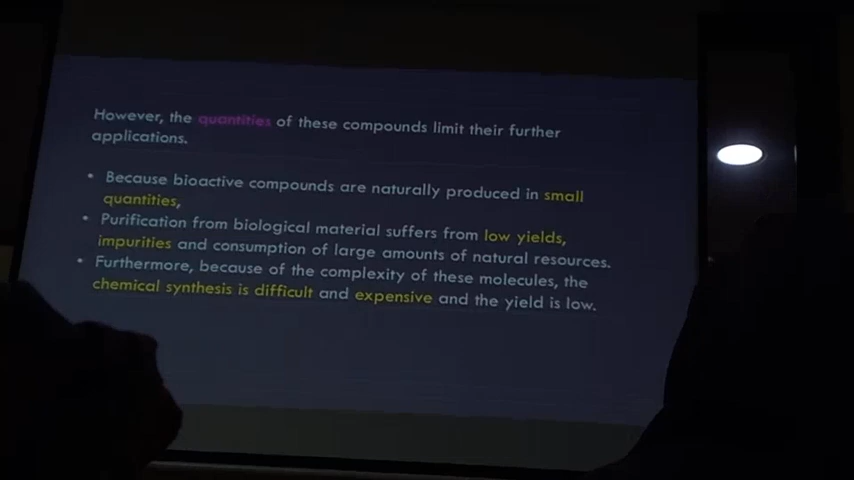 However, the quantities of these compounds limit their further
applications.
• Because bioactive compounds are naturally produced in small
quantities,
• Purification from biological material suffers from low yields,
impurities and consumption of large amounts of natural resources.
• Furthermore, because of the complexity of these molecules, the
chemical synthesis is difficult and expensive and the yield is low.